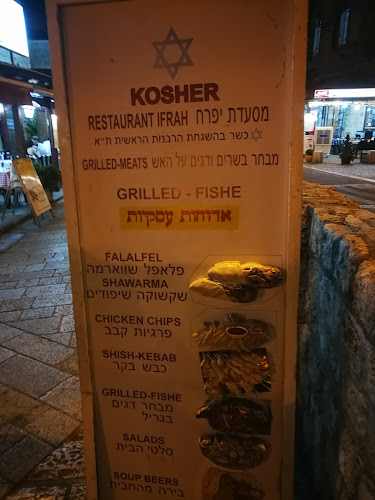 KOSHER
RESTAURANT IFRAH מסעדת יפרח
כשר בהשגחת הרבנות הראשית ת״א
GRILLED-MEATS מבחר בשרים ודגים על האש
GRILLED - FISHE
ארוחות עסקיות
FALALFEL
פלאפל שווארמה
SHAWARMA
שקשוקה שיפודים
CHICKEN CHIPS
פרגיות קבב
SHISH-KEBAB
כבש בקר
GRILLED-FISHE
מבחר דגים
בגריל
SALADS
סלטי הבית
SOUP BEERS
בירה מהחבית